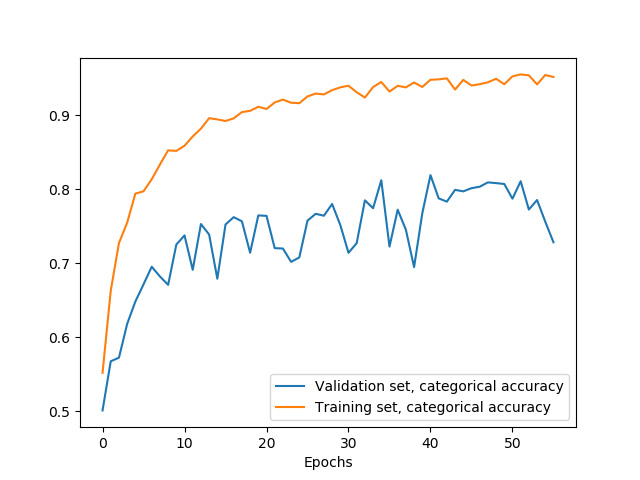 0.9
0.8
0.7
0.6
0.5
Validation set, categorical accuracy
Training set, categorical accuracy
0 10 20 30 40 50
Epochs